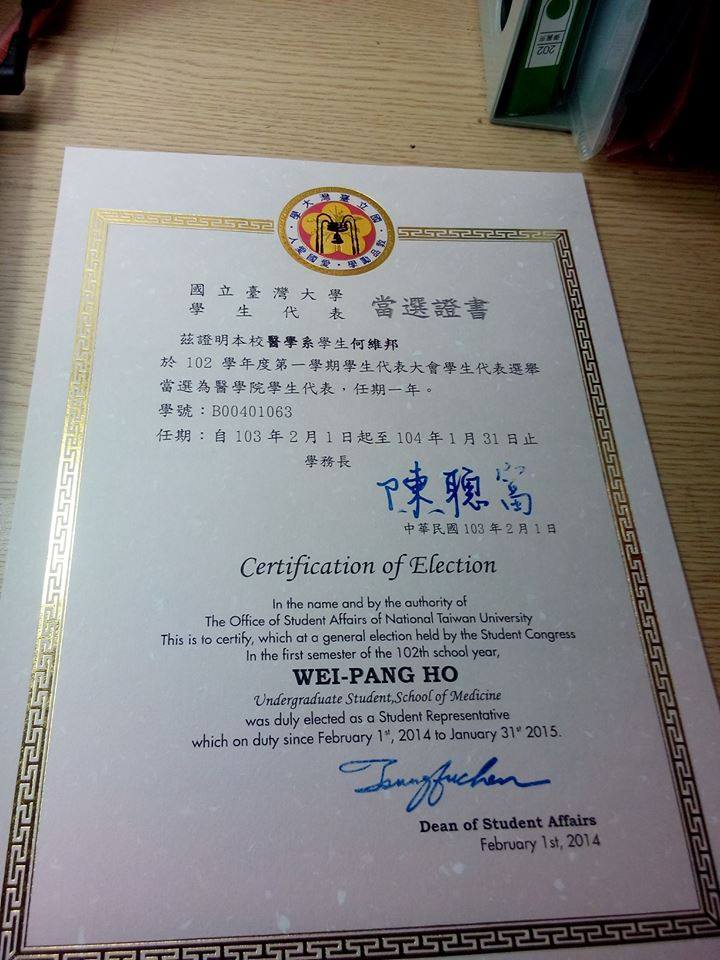 國立臺灣大學
敦品勵學・愛國愛人
國立臺灣大學
學生代表 當選證書
茲證明本校醫學系學生何維邦
於 102 學年度第一學期學生代表大會學生代表選舉
當選為醫學院學生代表，任期一年。
學號：B00401063
任期：自 103 年 2 月 1 日起至 104 年 1 月 31 日止
學務長
陳聰富
中華民國 103 年 2 月 1 日
Certification of Election
In the name and by the authority of
The Office of Student Affairs of National Taiwan University
This is to certify, which at a general election held by the Student Congress
In the first semester of the 102th school year,
WEI-PANG HO
Undergraduate Student,School of Medicine
was duly elected as a Student Representative
which on duty since February 1st, 2014 to January 31st 2015.
Tsungfuchen
Dean of Student Affairs
February 1st, 2014
202